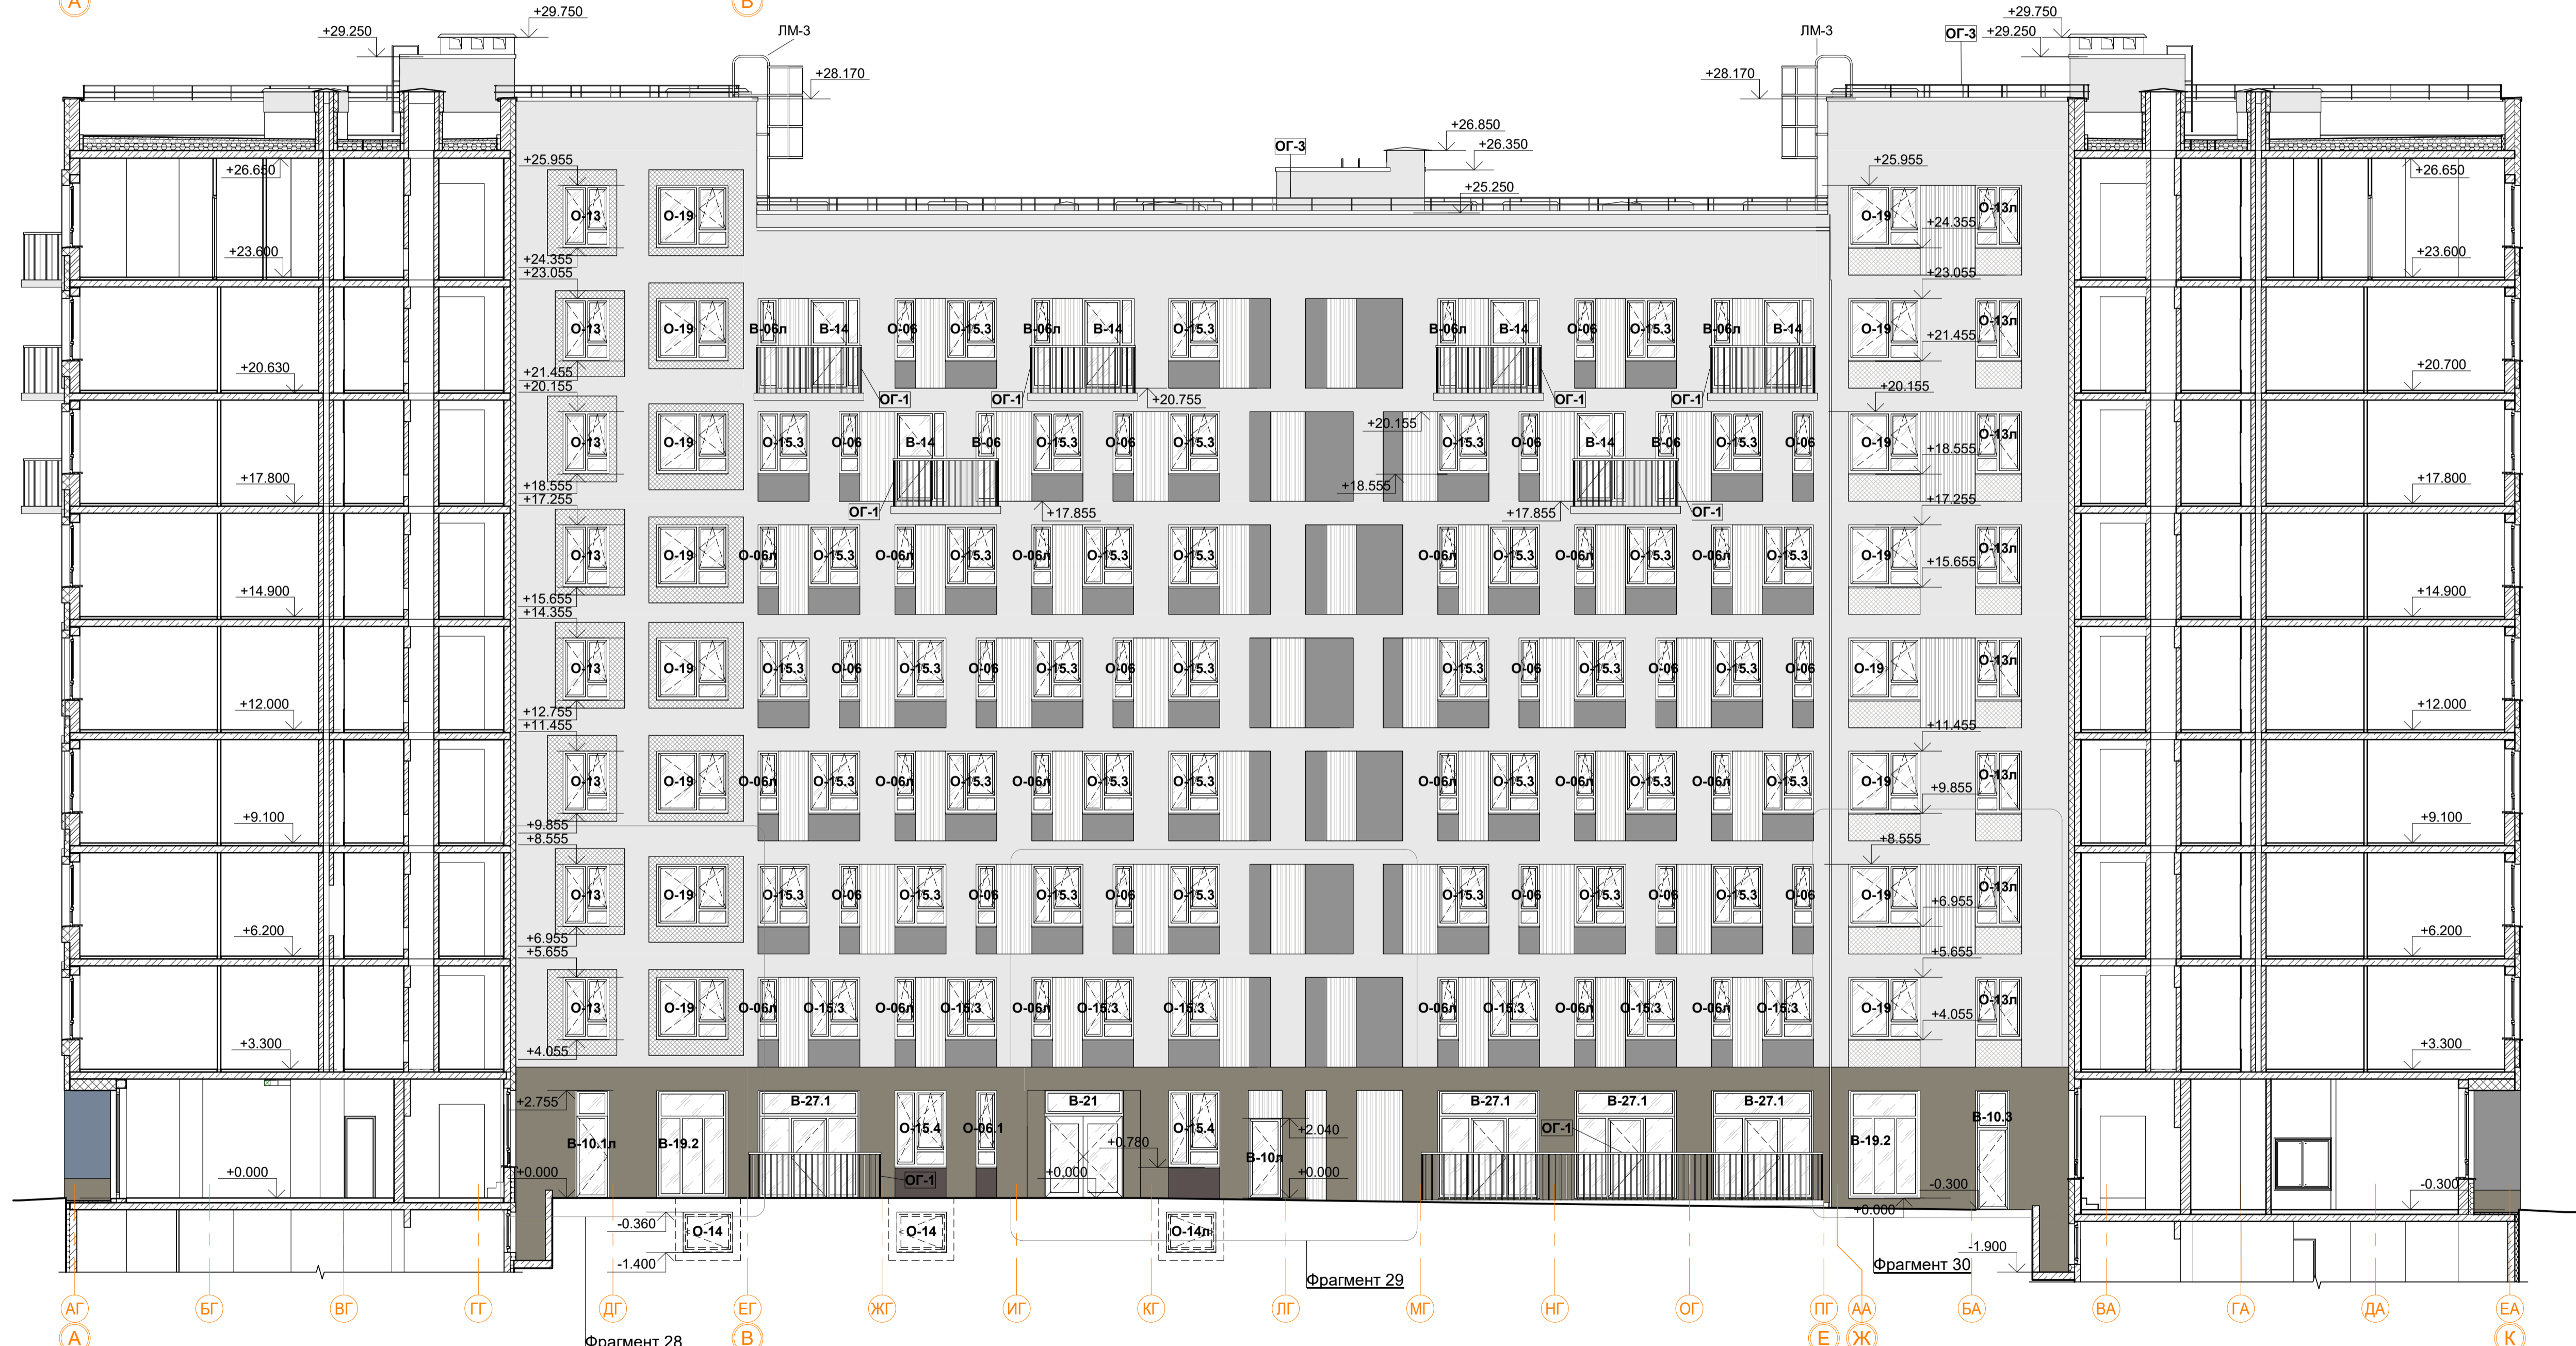 А В
+29.750 +29.750
+29.250 ЛМ-3 ЛМ-3 ОГ-3 +29.250
+28.170 +28.170
+26.850
ОГ-3 +26.350
+25.955 +25.955
+26.650 +26.650
+25.250
О-13 О-19 О-19 О-13л
+24.355
+23.600 +23.600
+24.355
+23.055 +23.055
О-13 О-19 В-06л В-14 О-06 О-15.3 В-06л В-14 О-15.3 В-06л В-14 О-06 О-15.3 В-06л В-14 О-19 О-13л
+21.455
+20.630 +20.700
+21.455
+20.155 +20.155
ОГ-1 ОГ-1 +20.755 ОГ-1 ОГ-1
+20.155
О-13 О-19 О-15.3 О-06 В-14 В-06 О-15.3 О-06 О-15.3 О-15.3 О-06 В-14 В-06 О-15.3 О-06 О-19 О-13л
+18.555
+17.800 +17.800
+18.555 +18.555
+17.255 +17.255
ОГ-1 +17.855 +17.855 ОГ-1
О-13 О-19 О-06л О-15.3 О-06л О-15.3 О-06л О-15.3 О-15.3 О-06л О-15.3 О-06л О-15.3 О-06л О-15.3 О-19 О-13л
+15.655
+14.900 +14.900
+15.655
+14.355
О-13 О-19 О-15.3 О-06 О-15.3 О-06 О-15.3 О-06 О-15.3 О-15.3 О-06 О-15.3 О-06 О-15.3 О-06 О-19 О-13л
+12.000 +12.000
+12.755
+11.455 +11.455
О-13 О-19 О-06л О-15.3 О-06л О-15.3 О-06л О-15.3 О-15.3 О-06л О-15.3 О-06л О-15.3 О-06л О-15.3 О-19 О-13л
+9.855
+9.100 +9.100
+9.855
+8.555 +8.555
О-13 О-19 О-15.3 О-06 О-15.3 О-06 О-15.3 О-06 О-15.3 О-15.3 О-06 О-15.3 О-06 О-15.3 О-06 О-19 О-13л
+6.955
+6.200 +6.200
+6.955
+5.655 +5.655
О-13 О-19 О-06л О-15.3 О-06л О-15.3 О-06л О-15.3 О-15.3 О-06л О-15.3 О-06л О-15.3 О-06л О-15.3 О-19 О-13л
+4.055
+3.300 +3.300
+4.055
+2.755 В-27.1 В-21 В-27.1 В-27.1 В-27.1
В-10.3
О-15.4 О-06.1 О-15.4 +2.040 ОГ-1
В-10.1л В-19.2 +0.780 В-10л В-19.2
+0.000 +0.000 ОГ-1 +0.000 +0.000 -0.300 -0.300
+0.000
-0.360 О-14 О-14 О-14л
-1.400 -1.900
Фрагмент 29 Фрагмент 30
АГ БГ ВГ ГГ ДГ ЕГ ЖГ ИГ КГ ЛГ МГ НГ ОГ ПГ АА БА ВА ГА ДА ЕА
А В Е Ж К
Фрагмент 28